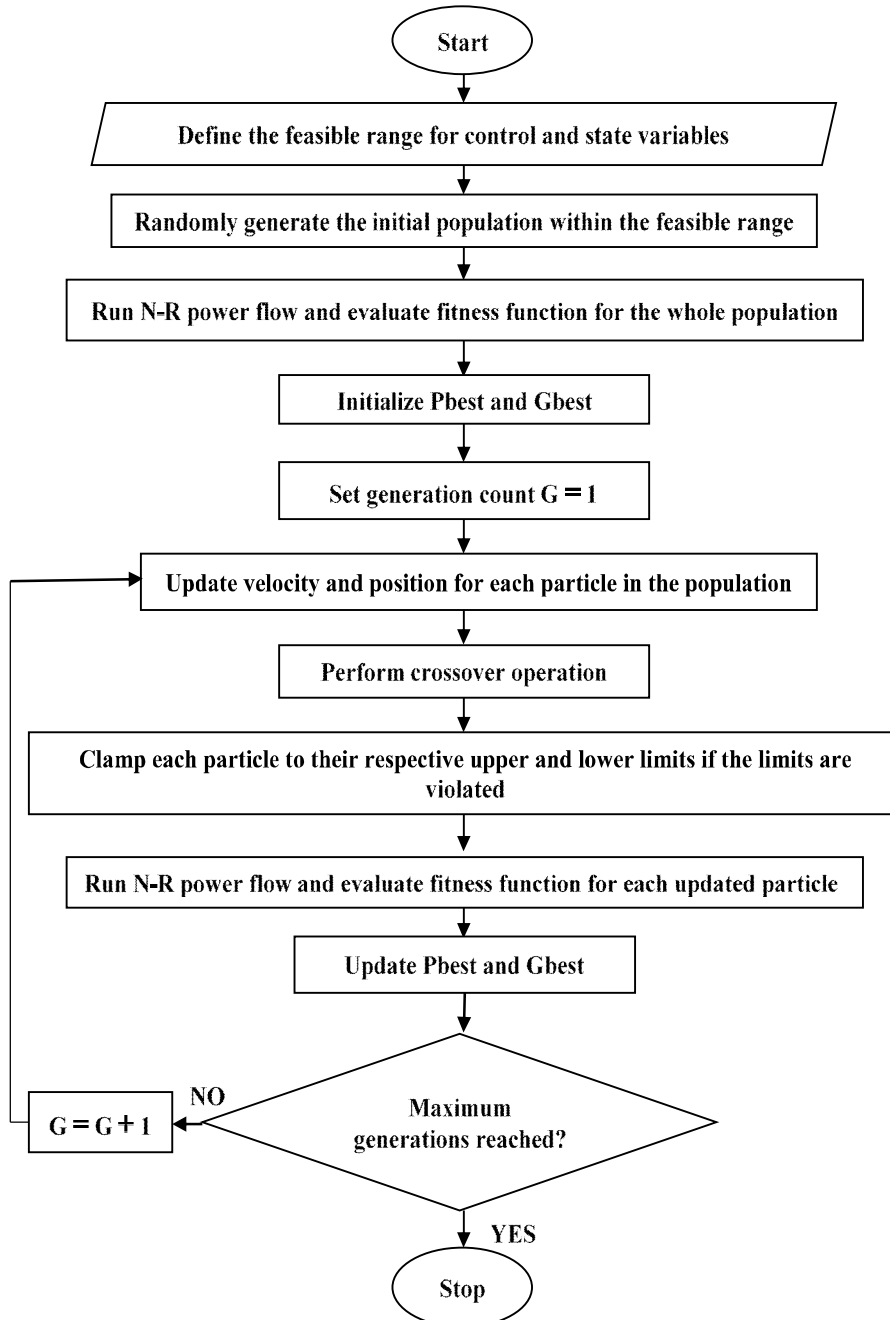 Start
Define the feasible range for control and state variables
Randomly generate the initial population within the feasible range
Run N-R power flow and evaluate fitness function for the whole population
Initialize Pbest and Gbest
Set generation count G = 1
Update velocity and position for each particle in the population
Perform crossover operation
Clamp each particle to their respective upper and lower limits if the limits are
violated
Run N-R power flow and evaluate fitness function for each updated particle
Update Pbest and Gbest
NO
G = G + 1
Maximum
generations reached?
YES
Stop